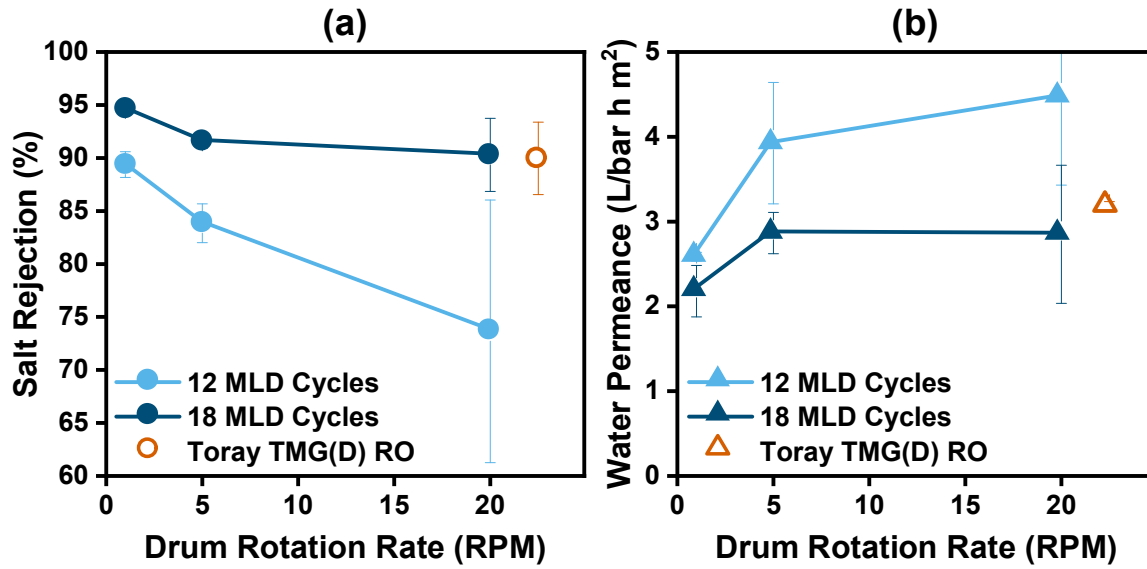 (a)
Salt Rejection (%)
100
95
90
85
80
75
70
65
60
12 MLD Cycles
18 MLD Cycles
Toray TMG(D) RO
0 5 10 15 20
Drum Rotation Rate (RPM)
(b)
Water Permeance (L/bar h m²)
5
4
3
2
1
0
12 MLD Cycles
18 MLD Cycles
Toray TMG(D) RO
0 5 10 15 20
Drum Rotation Rate (RPM)